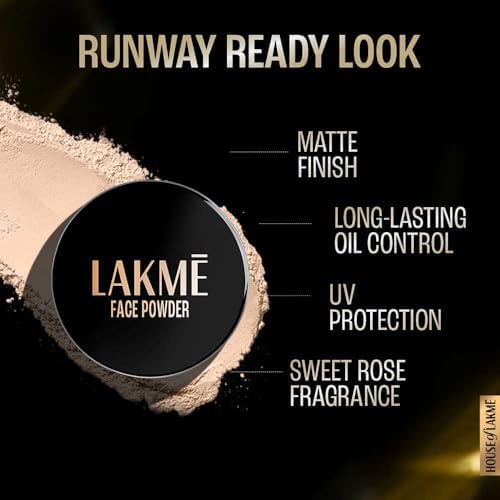 RUNWAY READY LOOK
MATTE
FINISH
LONG-LASTING
OIL CONTROL
LAKMĒ
FACE POWDER
UV
PROTECTION
SWEET ROSE
FRAGRANCE
HOUSE of LAKMĒ